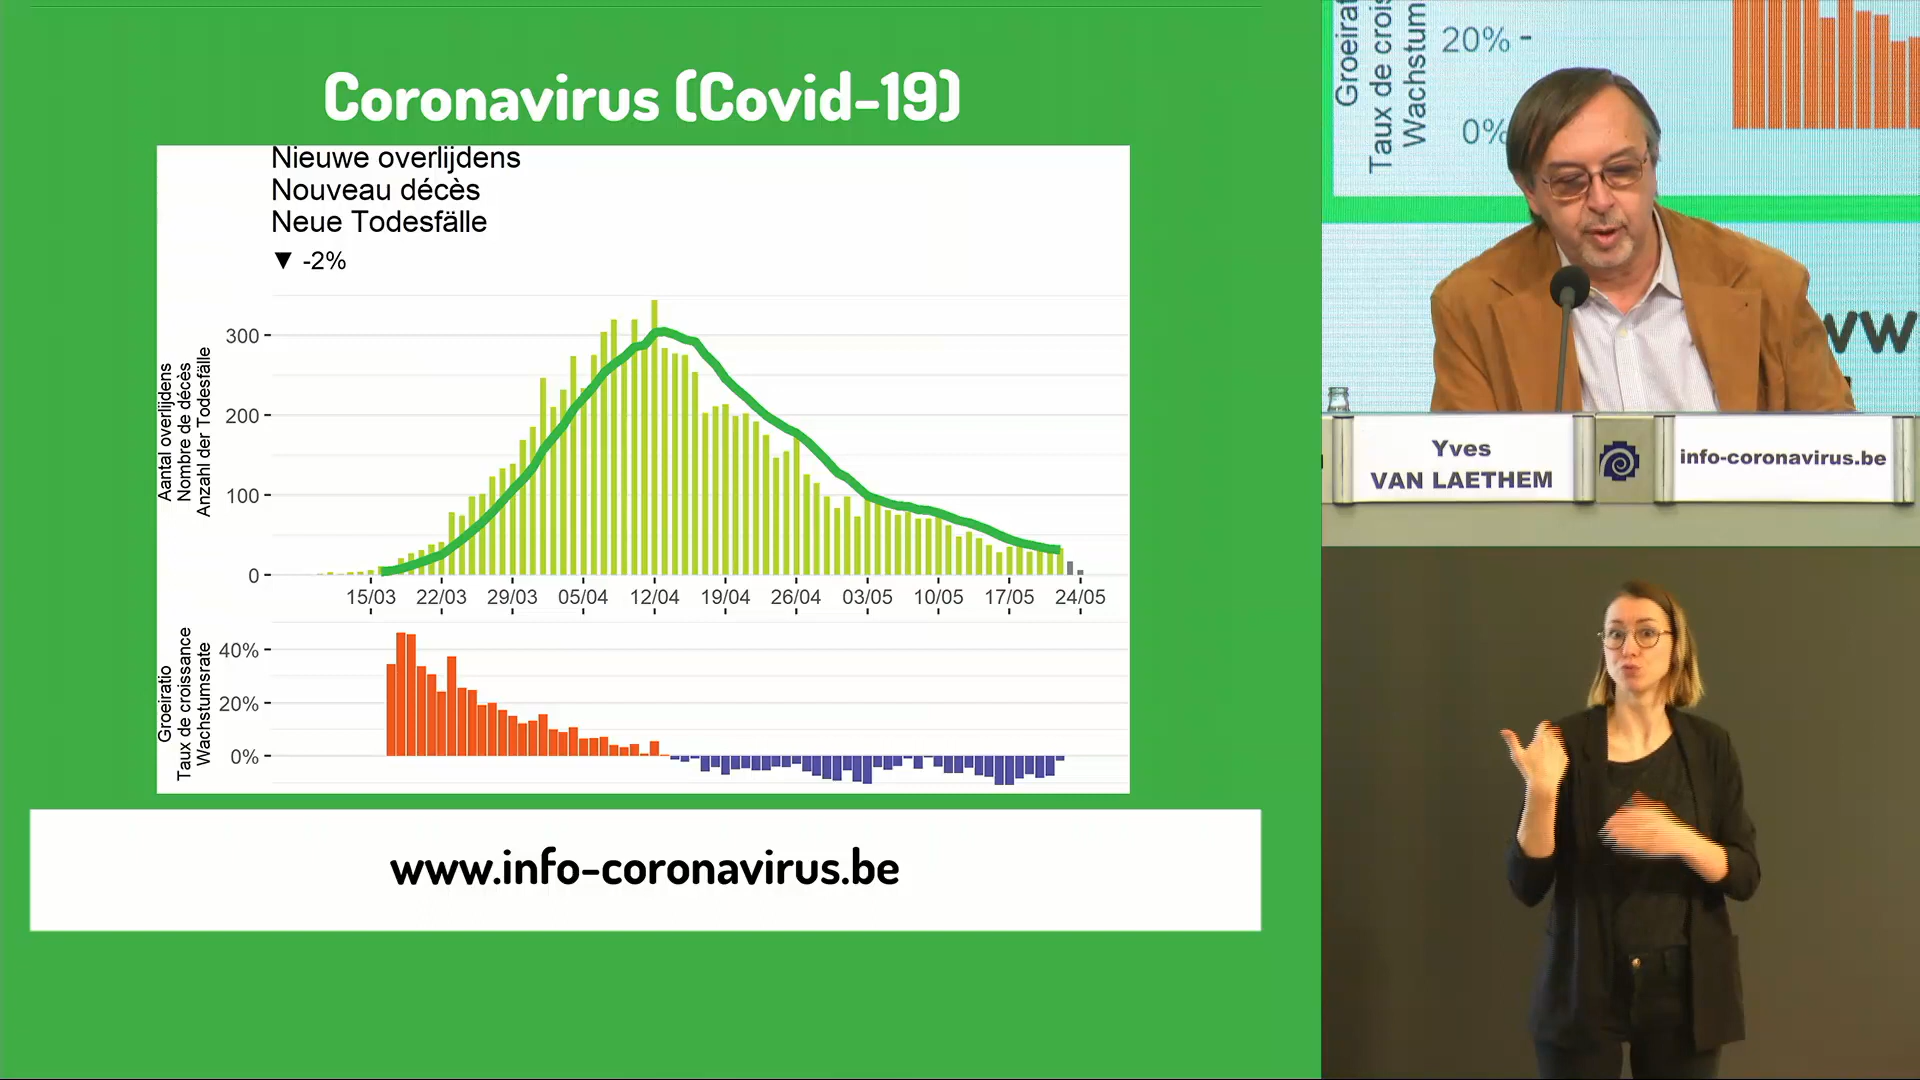 Coronavirus (Covid-19)
Nieuwe overlijdens
Nouveau décès
Neue Todesfälle
▼ -2%
Aantal overlijdens
Nombre de décès
Anzahl der Todesfälle
300
200
100
0
15/03 22/03 29/03 05/04 12/04 19/04 26/04 03/05 10/05 17/05 24/05
Groeiratio
Taux de croissance
Wachstumsrate
40%
20%
0%
www.info-coronavirus.be
20%
0%
Yves
VAN LAETHEM
info-coronavirus.be